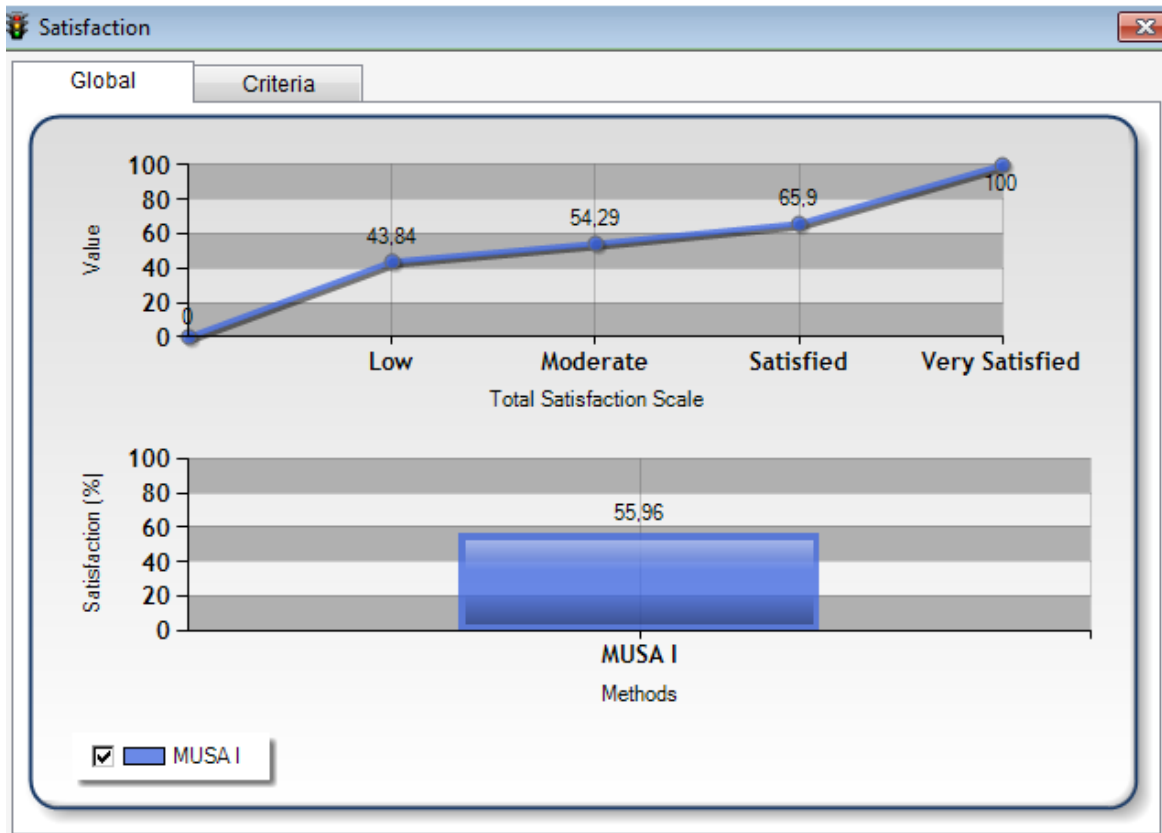 Satisfaction
Global
Criteria
100
80
60
40
20
0
Value
0
43,84
54,29
65,9
100
Low
Moderate
Satisfied
Very Satisfied
Total Satisfaction Scale
100
80
60
40
20
0
Satisfaction (%)
55,96
MUSA I
Methods
MUSA I